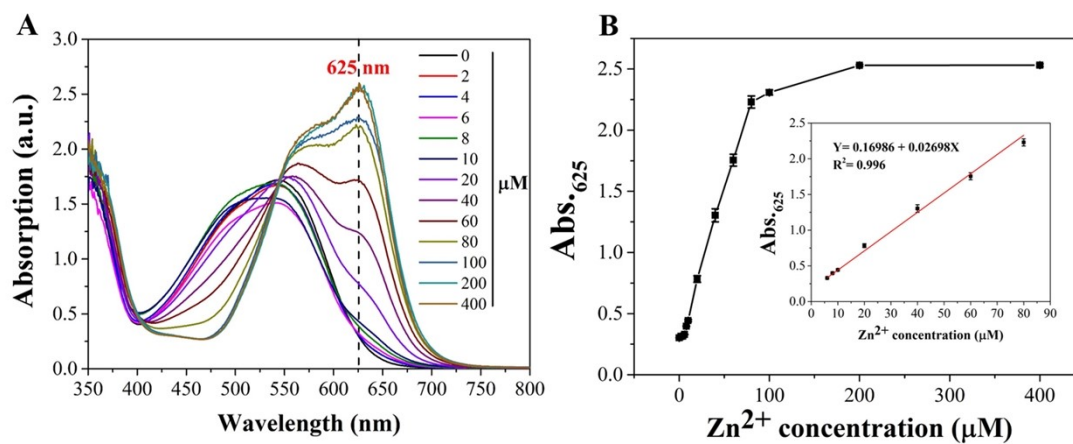 A
3.0
2.5
2.0
1.5
1.0
0.5
0.0
Absorption (a.u.)
350 400 450 500 550 600 650 700 750 800
Wavelength (nm)
625 nm
0
2
4
6
8
10
20
40
60
80
100
200
400
μM
B
2.5
2.0
1.5
1.0
0.5
0.0
Abs.625
0 100 200 300 400
Zn2+ concentration (μM)
Y= 0.16986 + 0.02698X
R2= 0.996
2.5
2.0
1.5
1.0
0.5
0.0
Abs.625
0 10 20 30 40 50 60 70 80 90
Zn2+ concentration (μM)